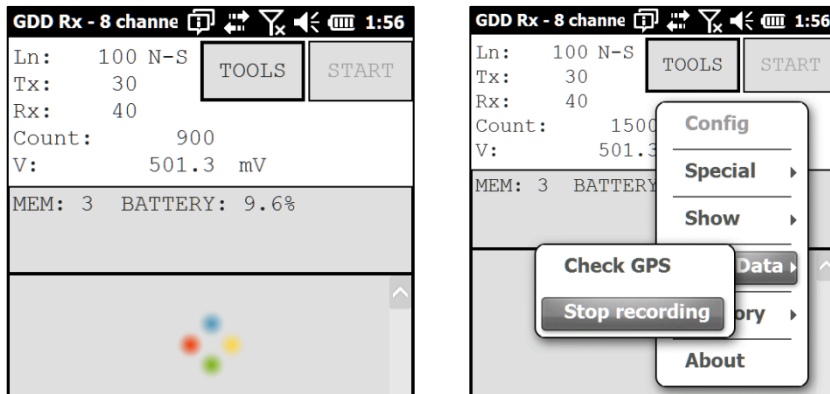 GDD Rx - 8 channe 1:56
Ln: 100 N-S
Tx: 30
Rx: 40
TOOLS
START
Count: 900
V: 501.3 mV
MEM: 3 BATTERY: 9.6%
GDD Rx - 8 channe 1:56
Ln: 100 N-S
Tx: 30
Rx: 40
TOOLS
START
Count: 1500
V: 501.3
MEM: 3 BATTERY
Config
Special
Show
Data
ory
About
Check GPS
Stop recording